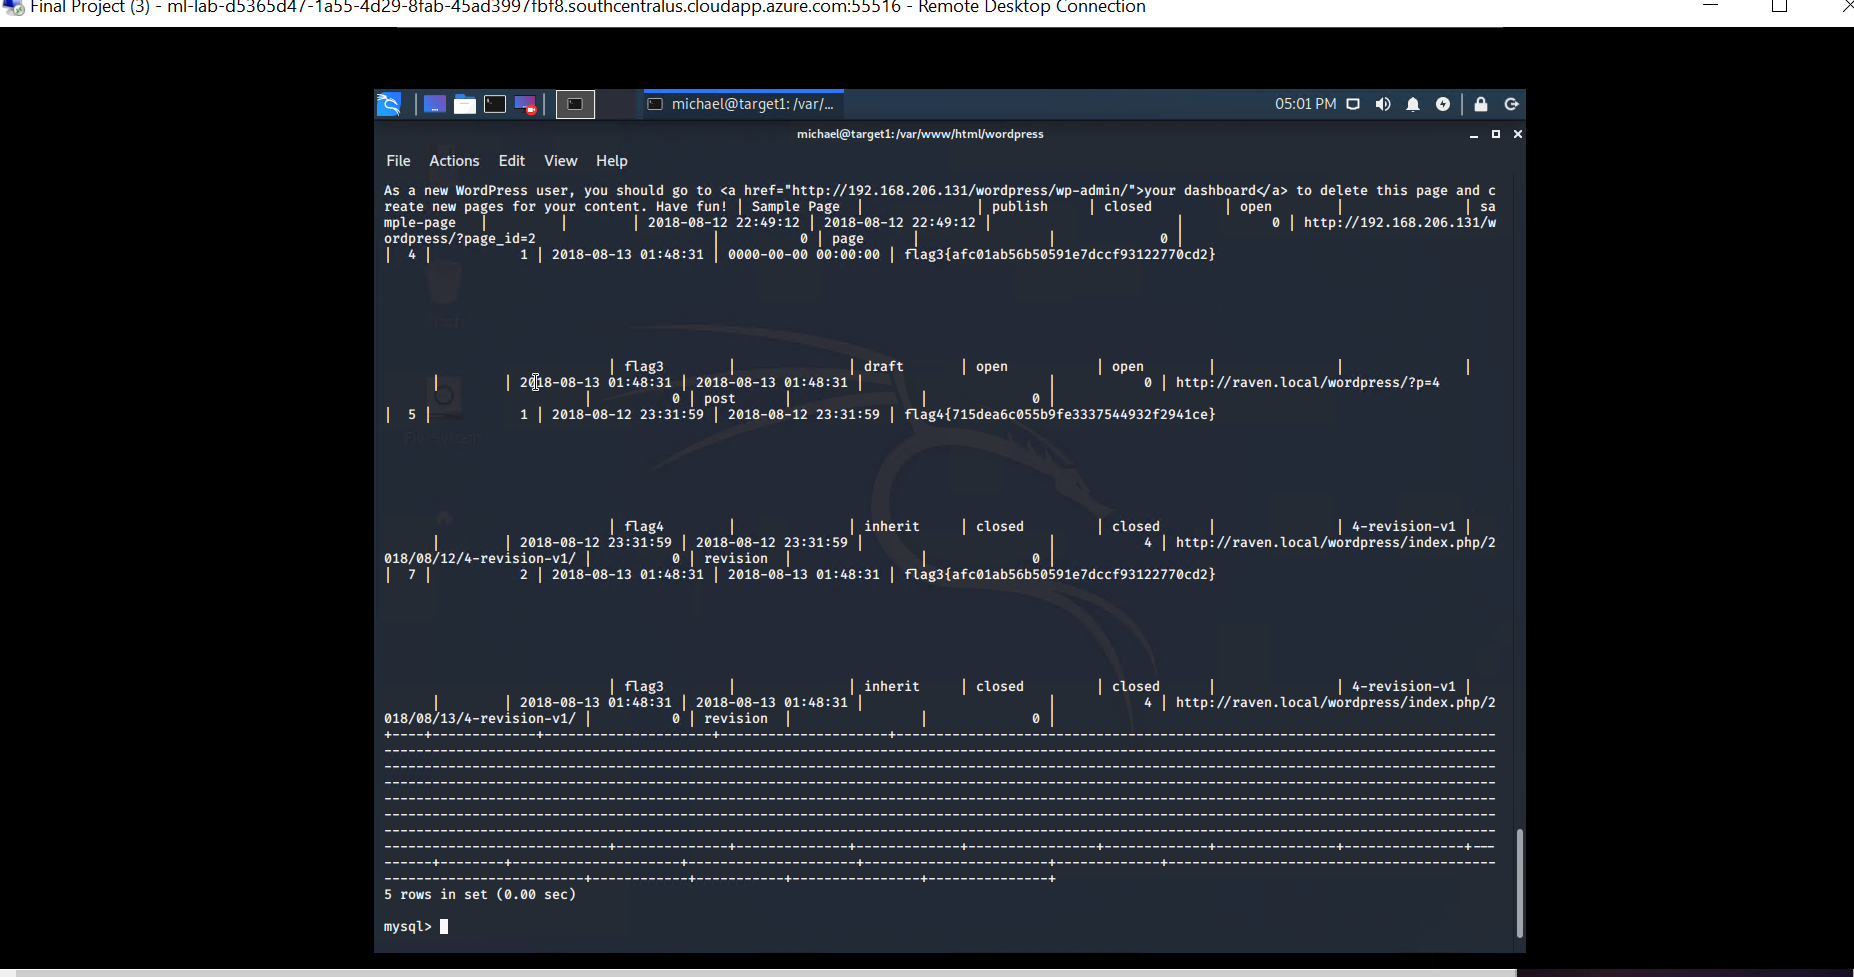 Final Project (3) - ml-lab-d5365d47-1a55-4d29-8fab-45ad3997fbf8.southcentralus.cloudapp.azure.com:55516 - Remote Desktop Connection
michael@target1: /var/... 05:01 PM
michael@target1: /var/www/html/wordpress
File Actions Edit View Help
As a new WordPress user, you should go to <a href="http://192.168.206.131/wordpress/wp-admin/">your dashboard</a> to delete this page and c
reate new pages for your content. Have fun! | Sample Page | | publish | closed | open | | sa
mple-page | | | 2018-08-12 22:49:12 | 2018-08-12 22:49:12 | | 0 | http://192.168.206.131/w
ordpress/?page_id=2 | 0 | page | | 0 |
| 4 | 1 | 2018-08-13 01:48:31 | 0000-00-00 00:00:00 | flag3{afc01ab56b50591e7dccf93122770cd2}
| flag3 | | draft | open | open | | |
| | 2018-08-13 01:48:31 | 2018-08-13 01:48:31 | | 0 | http://raven.local/wordpress/?p=4
| 0 | post | | 0 |
| 5 | 1 | 2018-08-12 23:31:59 | 2018-08-12 23:31:59 | flag4{715dea6c055b9fe3337544932f2941ce}
File System
| flag4 | | inherit | closed | closed | | 4-revision-v1 |
| | 2018-08-12 23:31:59 | 2018-08-12 23:31:59 | | 4 | http://raven.local/wordpress/index.php/2
018/08/12/4-revision-v1/ | 0 | revision | | 0 |
| 7 | 2 | 2018-08-13 01:48:31 | 2018-08-13 01:48:31 | flag3{afc01ab56b50591e7dccf93122770cd2}
| flag3 | | inherit | closed | closed | | 4-revision-v1 |
| | 2018-08-13 01:48:31 | 2018-08-13 01:48:31 | | 4 | http://raven.local/wordpress/index.php/2
018/08/13/4-revision-v1/ | 0 | revision | | 0 |
5 rows in set (0.00 sec)
mysql>